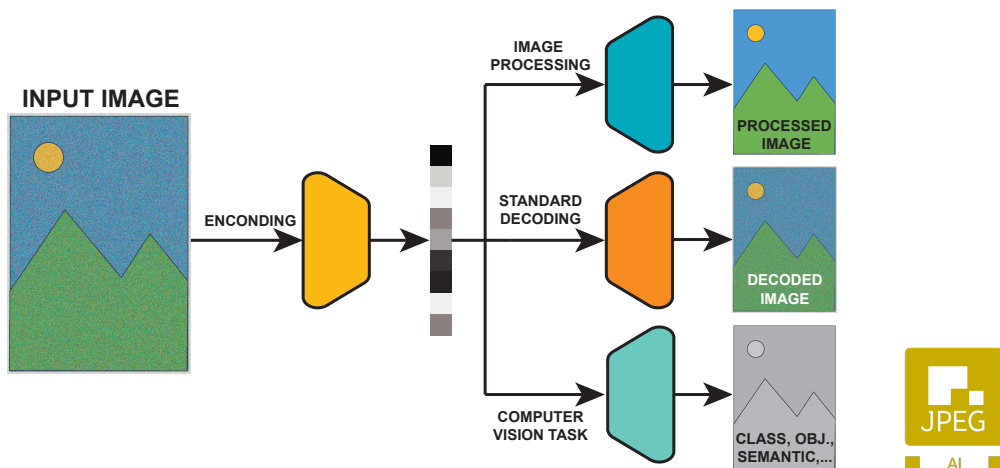 INPUT IMAGE
ENCONDING
IMAGE
PROCESSING
PROCESSED
IMAGE
STANDARD
DECODING
DECODED
IMAGE
COMPUTER
VISION TASK
CLASS, OBJ.,
SEMANTIC,...
JPEG
AI